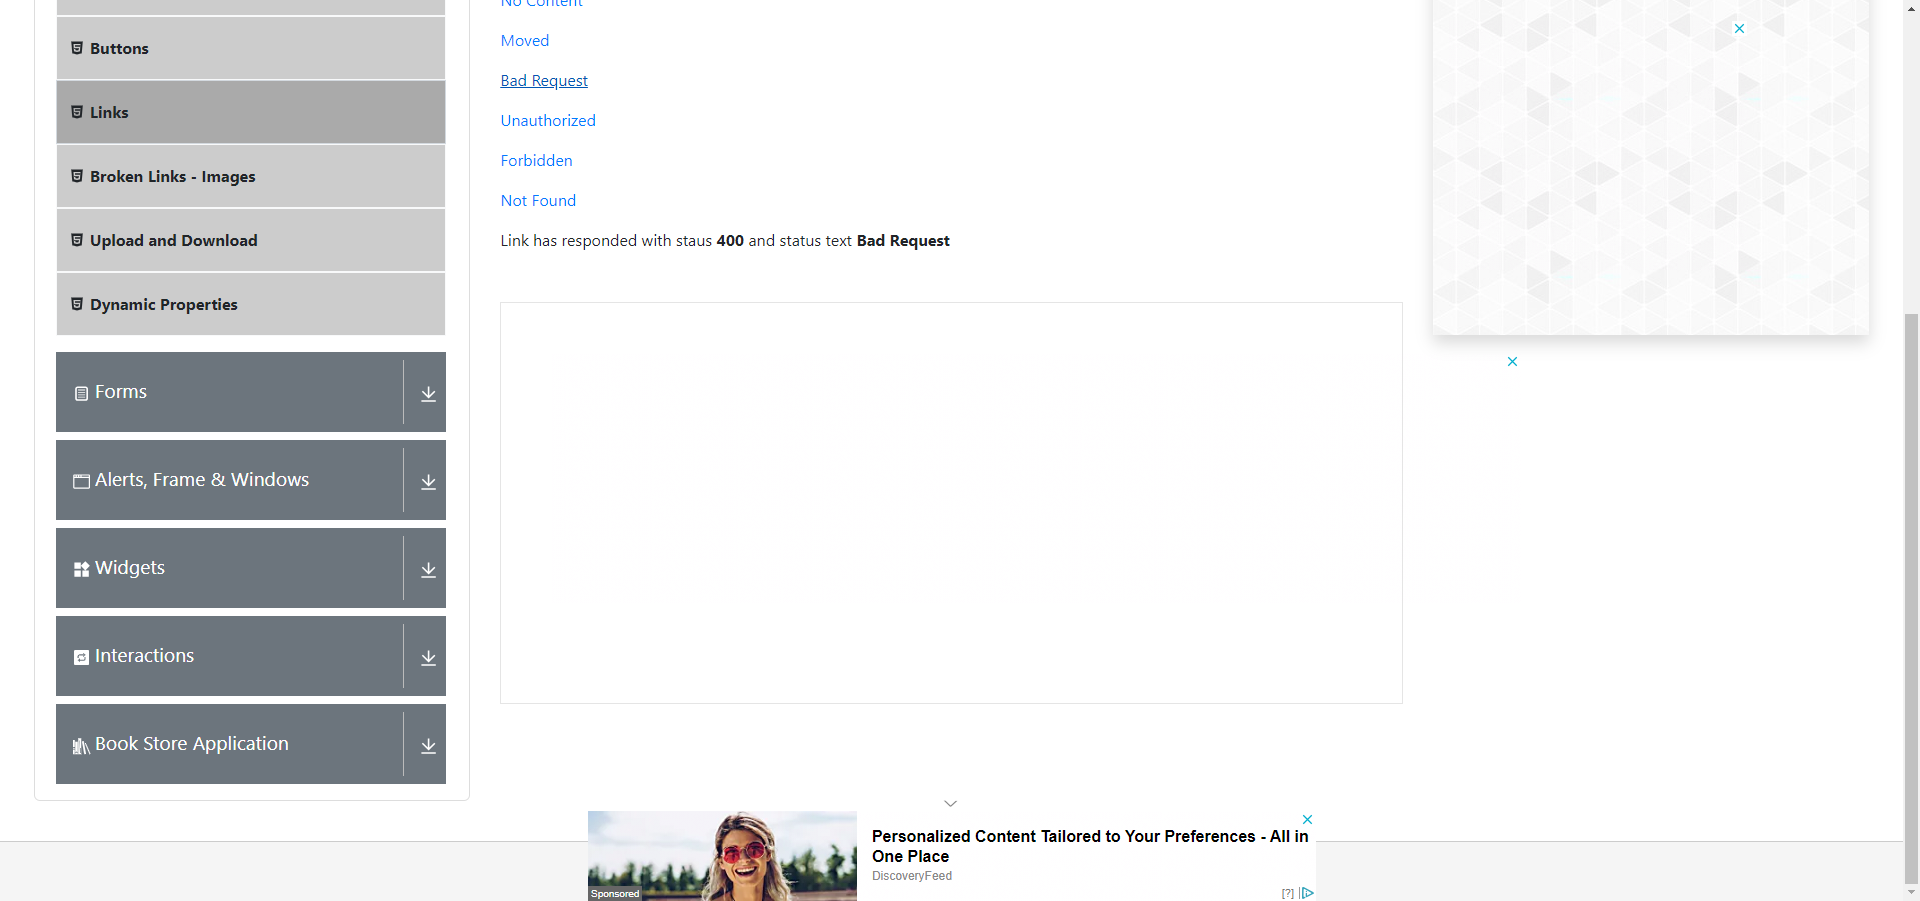 Buttons
Links
Broken Links - Images
Upload and Download
Dynamic Properties
Forms
Alerts, Frame & Windows
Widgets
Interactions
Book Store Application
No Content
Moved
Bad Request
Unauthorized
Forbidden
Not Found
Link has responded with staus 400 and status text Bad Request
Sponsored
Personalized Content Tailored to Your Preferences - All in
One Place
DiscoveryFeed
[?]